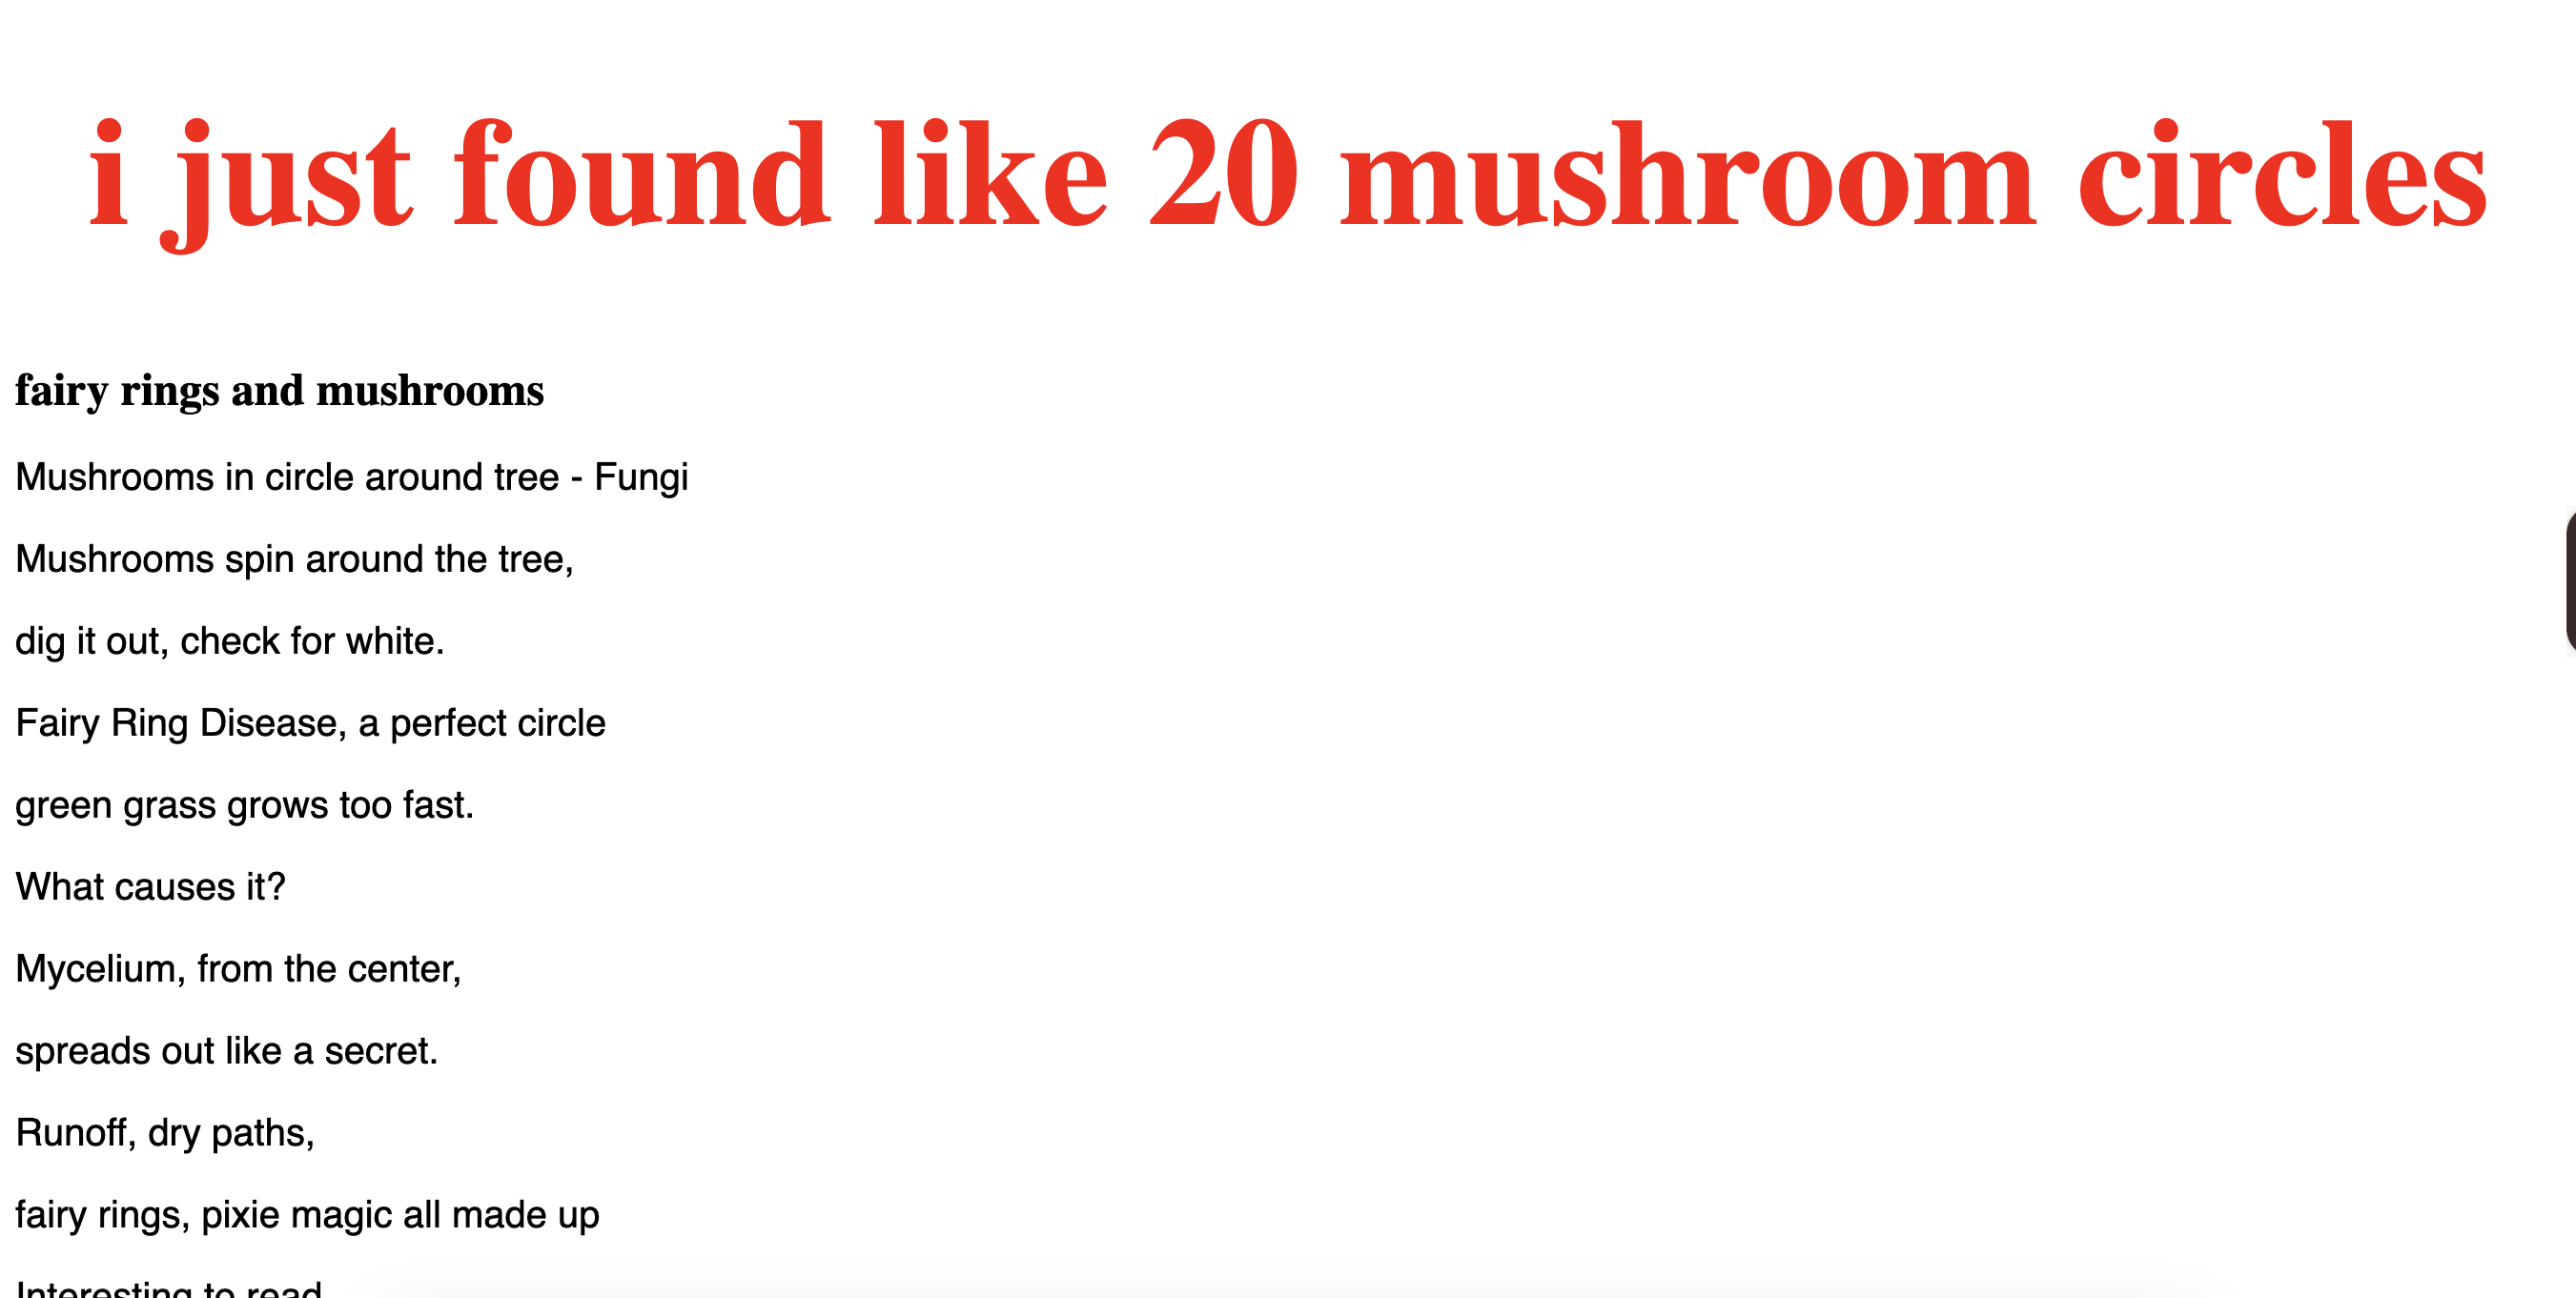 i just found like 20 mushroom circles
fairy rings and mushrooms
Mushrooms in circle around tree - Fungi
Mushrooms spin around the tree,
dig it out, check for white.
Fairy Ring Disease, a perfect circle
green grass grows too fast.
What causes it?
Mycelium, from the center,
spreads out like a secret.
Runoff, dry paths,
fairy rings, pixie magic all made up
Interesting to read